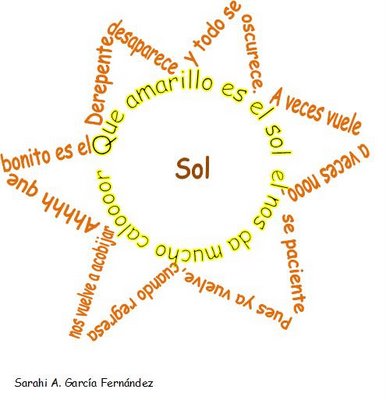 Sol
Que amarillo es el sol el nos da mucho caloooor
Derepente
desaparece
y todo se
oscurece.
A veces vuele
a veces nooo.
se paciente
Pues ya vuelve,
cuando regresa
nos vuelve a acobijar
Ahhhh que
bonito es el
Sarahi A. García Fernández